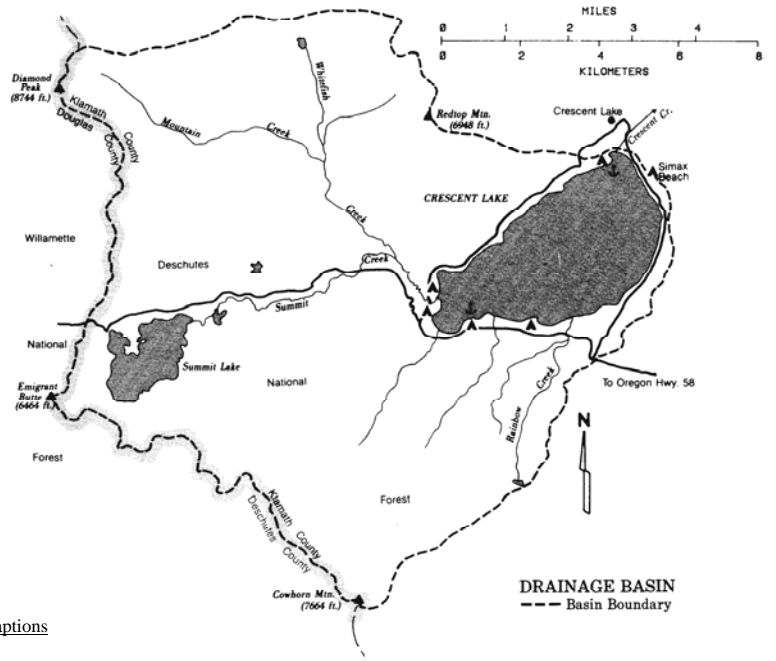 MILES
0 1 2 3 4
0 2 4 6 8
KILOMETERS
Diamond
Peak
(8744 ft.)
Klamath
County
Douglas
County
Whitefish
Mountain
Creek
Redtop Mtn.
(6948 ft.)
Crescent Lake
Crescent Cr.
Simax
Beach
CRESCENT LAKE
Creek
Willamette
Deschutes
Creek
Summit
National
Summit Lake
National
Emigrant
Butte
(6464 ft.)
To Oregon Hwy. 58
Rainbow
Creek
N
Forest
Forest
Klamath County
Deschutes County
Cowhorn Mtn.
(7664 ft.)
DRAINAGE BASIN
Basin Boundary